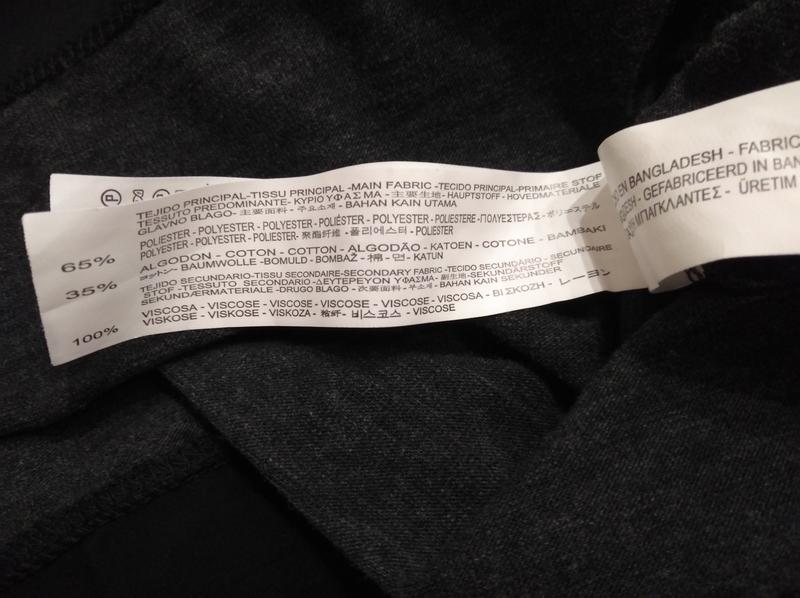 TEJIDO PRINCIPAL-TISSU PRINCIPAL -MAIN FABRIC -TECIDO PRINCIPAL-PRIMAIRE STOF
TESSUTO PREDOMINANTE- ΚΥΡΙΟ ΥΦΑΣΜΑ -主要生地- HAUPTSTOFF - HOVEDMATERIALE
GLAVNO BLAGO- 主要面料 - 주요소재- BAHAN KAIN UTAMA
65% POLIESTER - POLYESTER - POLYESTER - POLIÉSTER - POLYESTER - POLIESTERE -ΠΟΛΥΕΣΤΕΡΑΣ - ポリエステル
POLYESTER - POLYESTER - POLIESTER- 聚酯纤维 -폴리에스터 - POLIESTER
35% ALGODON - COTON - COTTON - ALGODÃO - KATOEN - COTONE - BAMBAKI
コットン- BAUMWOLLE -BOMULD - BOMBAŽ - 棉 - 면 - KATUN
TEJIDO SECUNDARIO-TISSU SECONDAIRE-SECONDARY FABRIC -TECIDO SECUNDÁRIO - SECUNDAIRE
STOF -TESSUTO SECONDARIO -ΔΕΥΤΕΡΕΥΟΝ ΥΦΑΣΜΑ- 副生地-SEKUNDÄRSTOFF
SEKUNDÆRMATERIALE -DRUGO BLAGO - 次要面料 - 부소재- BAHAN KAIN SEKUNDER
100% VISCOSA - VISCOSE - VISCOSE - VISCOSE - VISCOSE - VISCOSA - ΒΙΣΚΟΖΗ - レーヨン
VISKOSE - VISKOSE - VISKOZA - 粘纤- 비스코스 - VISCOSE
EN BANGLADESH - FABRIC
DESH - GEFABRICEERD IN BAN
ΜΠΑΓΚΛΑΝΤΕΣ - ÜRETIM